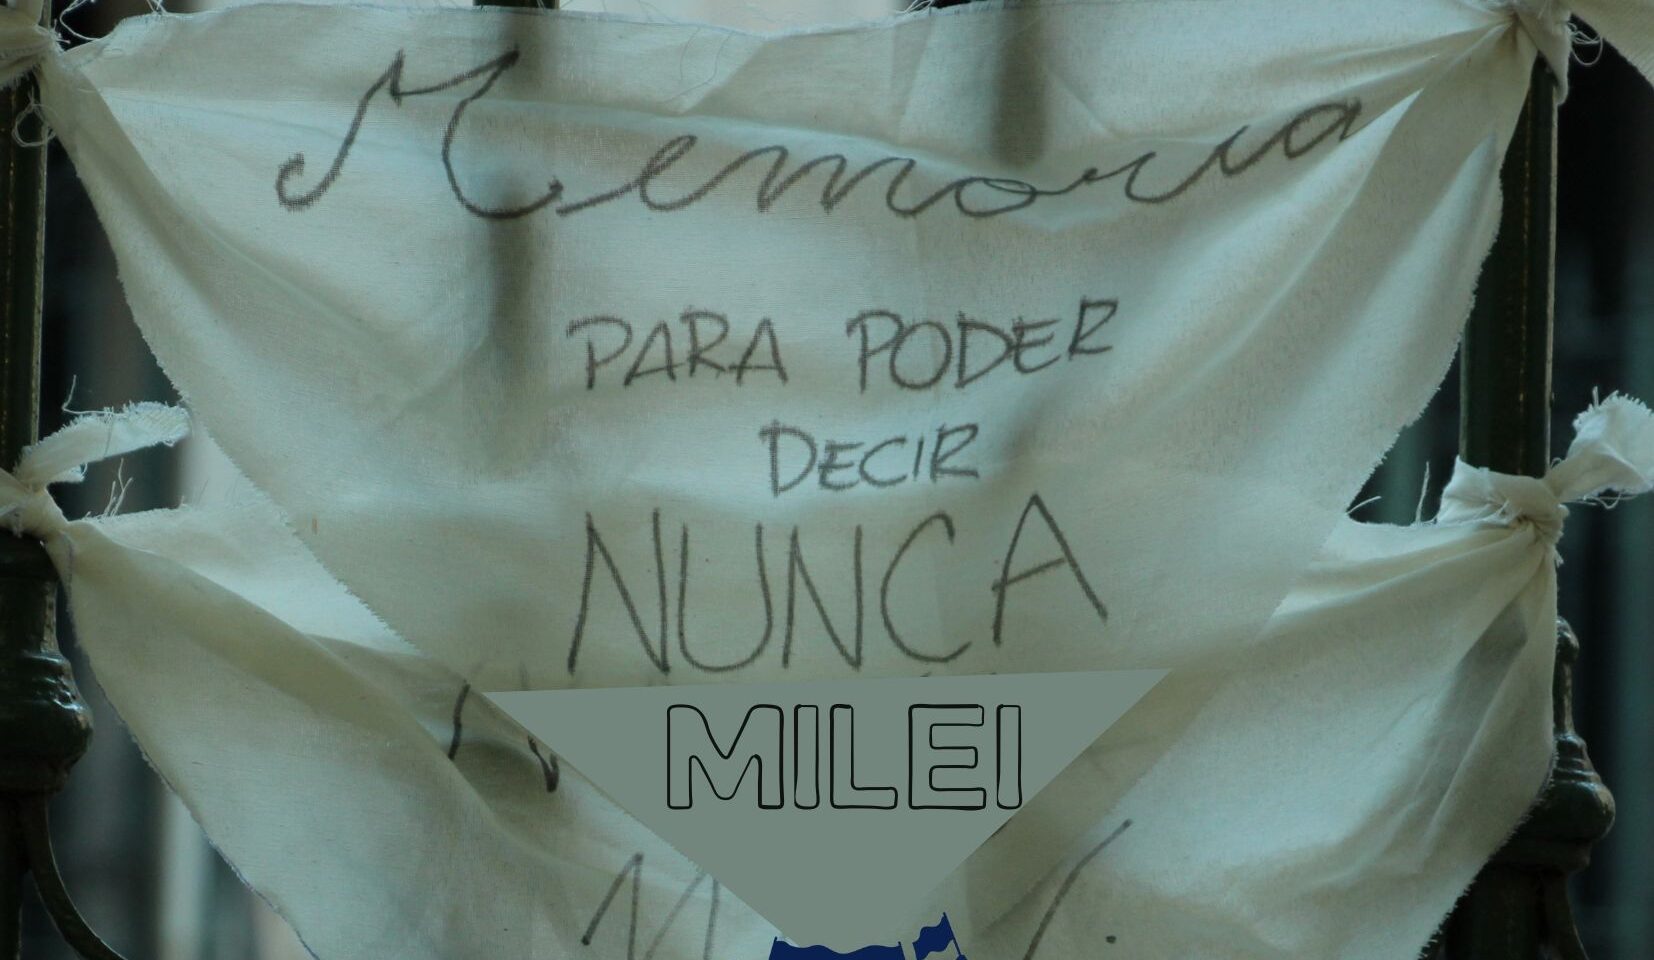 Memoria
PARA PODER
DECIR
NUNCA
MILEI